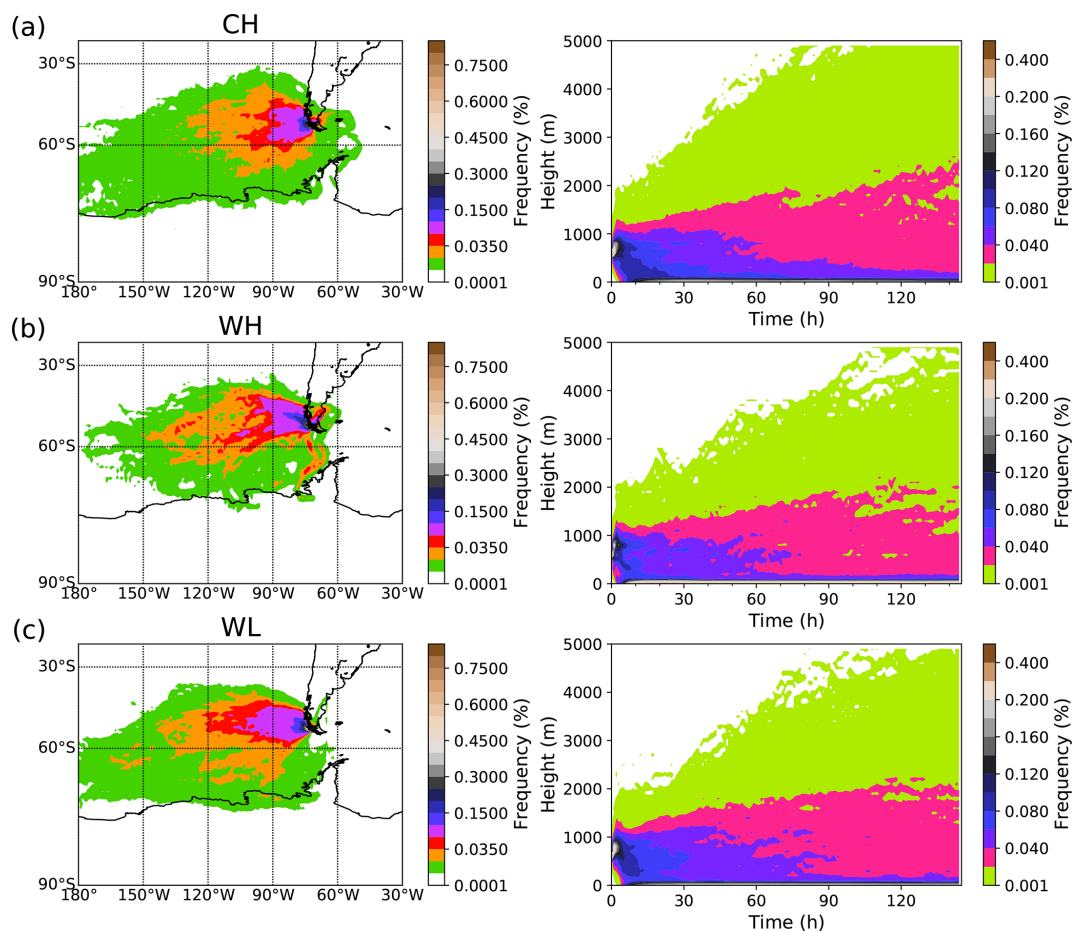 (a)
CH
30°S
60°S
90°S
180°
150°W
120°W
90°W
60°W
30°W
0.7500
0.6000
0.4500
0.3000
0.1500
0.0350
0.0001
Frequency (%)
5000
4000
3000
2000
1000
0
Height (m)
0
30
60
90
120
Time (h)
0.400
0.200
0.160
0.120
0.080
0.040
0.001
Frequency (%)
(b)
WH
30°S
60°S
90°S
180°
150°W
120°W
90°W
60°W
30°W
0.7500
0.6000
0.4500
0.3000
0.1500
0.0350
0.0001
Frequency (%)
5000
4000
3000
2000
1000
0
Height (m)
0
30
60
90
120
Time (h)
0.400
0.200
0.160
0.120
0.080
0.040
0.001
Frequency (%)
(c)
WL
30°S
60°S
90°S
180°
150°W
120°W
90°W
60°W
30°W
0.7500
0.6000
0.4500
0.3000
0.1500
0.0350
0.0001
Frequency (%)
5000
4000
3000
2000
1000
0
Height (m)
0
30
60
90
120
Time (h)
0.400
0.200
0.160
0.120
0.080
0.040
0.001
Frequency (%)